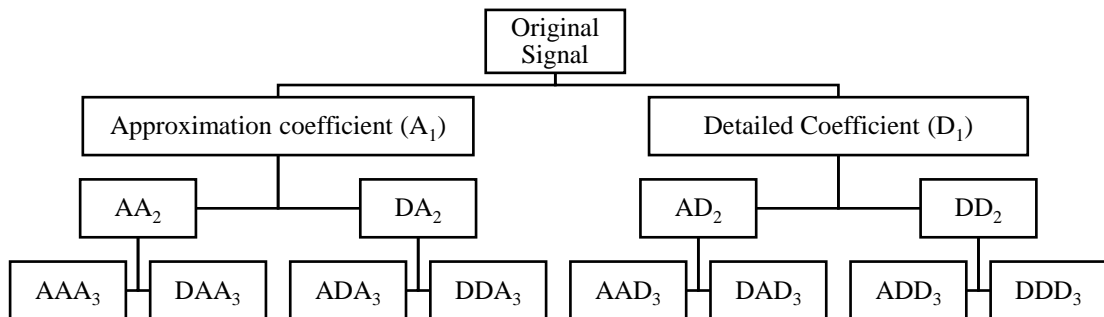 Original
Signal
Approximation coefficient (A₁)
Detailed Coefficient (D₁)
AA₂
DA₂
AD₂
DD₂
AAA₃
DAA₃
ADA₃
DDA₃
AAD₃
DAD₃
ADD₃
DDD₃